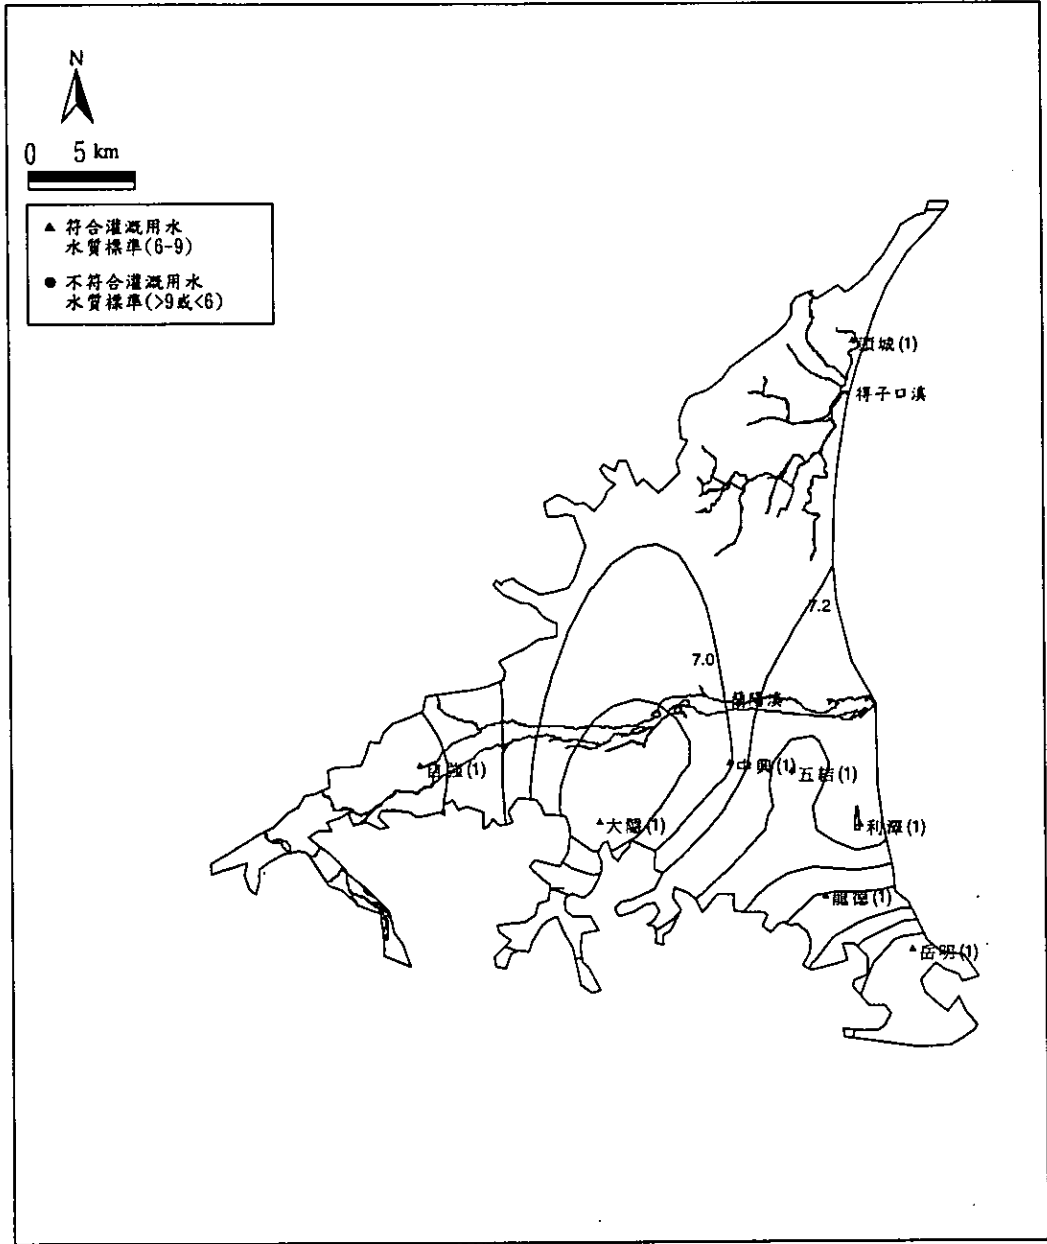 N
0 5 km
▲ 符合灌溉用水
水質標準(6-9)
● 不符合灌溉用水
水質標準(>9或<6)
頭城(1)
得子口溪
7.2
7.0
蘭陽溪
中興(1)
五結(1)
(1)
大隱(1)
利澤(1)
龍德(1)
岳明(1)